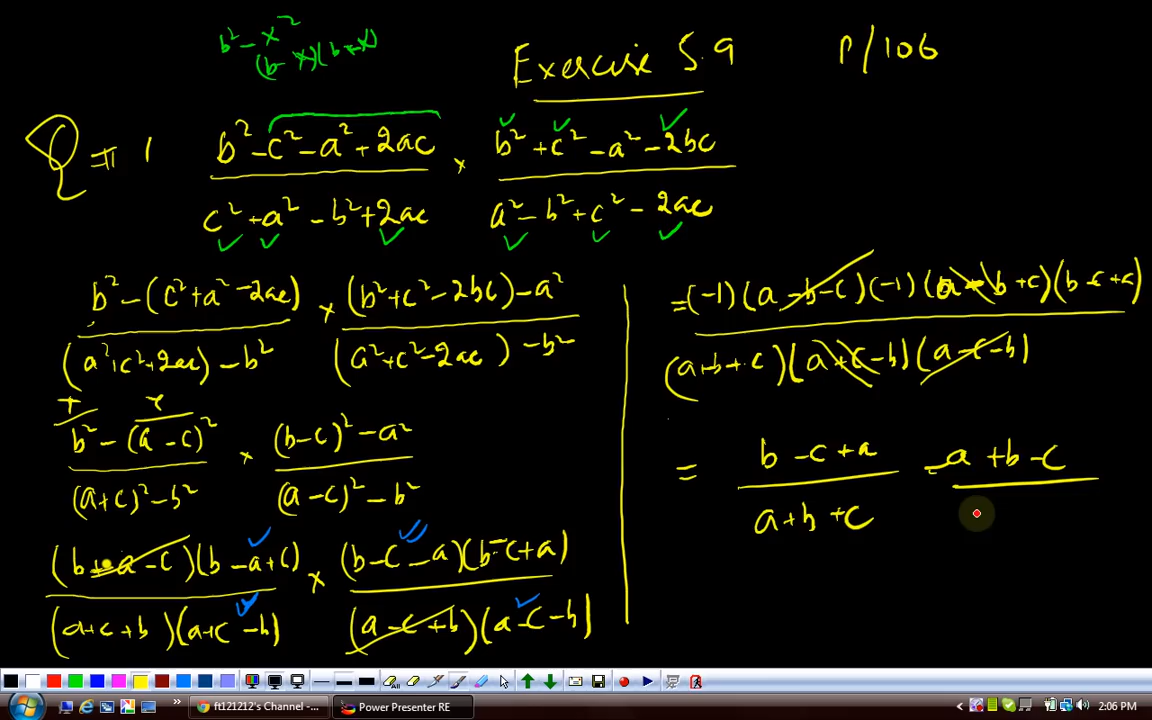 b² - x²
(b - x)(b + x)
Exercise 5.9 P/106
Q # 1
b² - c² - a² + 2ac × b² + c² - a² - 2bc
c² + a² - b² + 2ac a² - b² + c² - 2ac
b² - (c² + a² - 2ac) × (b² + c² - 2bc) - a²
(a² + c² + 2ac) - b² (a² + c² - 2ac) - b²
b² - (a - c)² × (b - c)² - a²
(a + c)² - b² (a - c)² - b²
(b + a - c)(b - a + c) × (b - c - a)(b - c + a)
(a + c + b)(a + c - b) (a - c + b)(a - c - b)
= (-1)(a - b - c)(-1)(a - b + c)(b - c + a)
(a + b + c)(a + c - b)(a - c - b)
= b - c + a = a + b - c
a + b + c
ft121212's Channel - ...
Power Presenter RE
2:06 PM